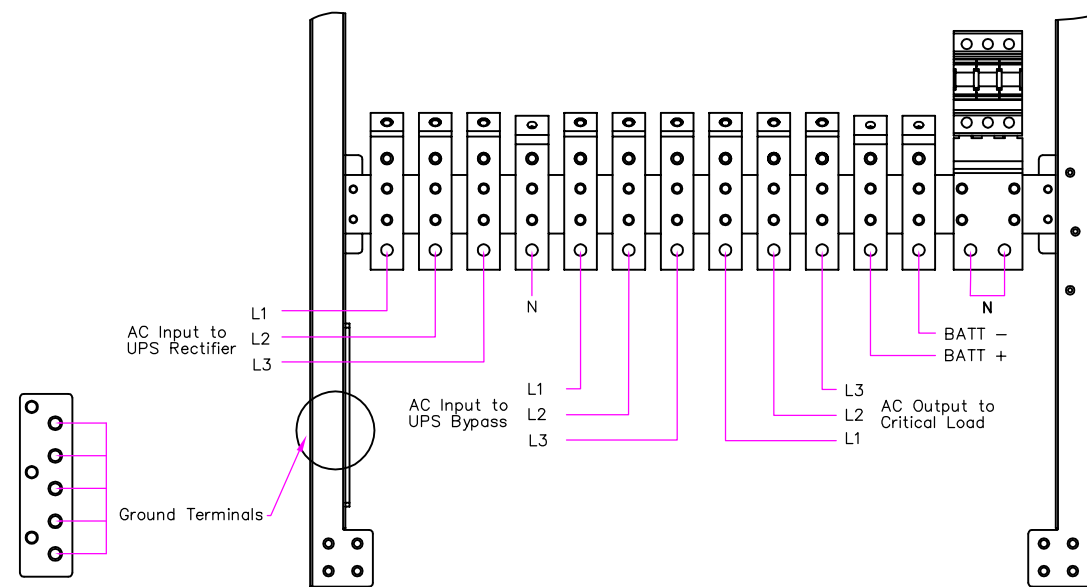 N
N
L1
AC Input to
UPS Rectifier
L2
L3
BATT –
BATT +
L1
AC Input to
UPS Bypass
L2
L3
L3
L2
L1
AC Output to
Critical Load
Ground Terminals